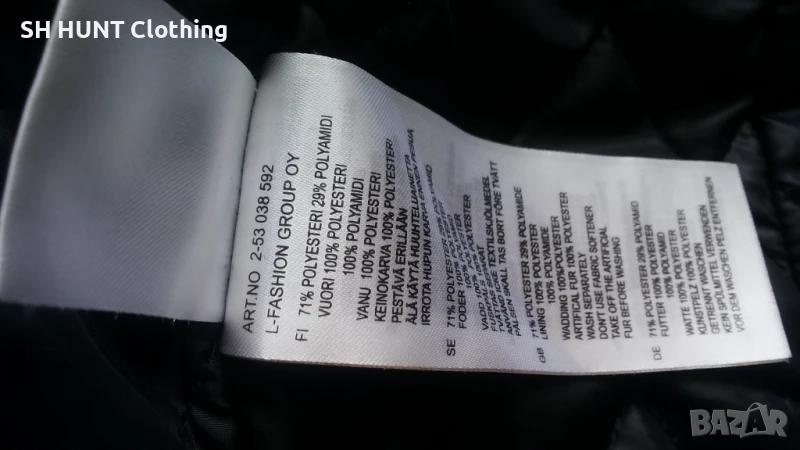 SH HUNT Clothing
ART.NO 2-53 038 592
L-FASHION GROUP OY
FI 71% POLYESTERI 29% POLYAMIDI
VUORI 100% POLYESTERI
100% POLYAMIDI
VANU 100% POLYESTERI
KEINOKARVA 100% POLYESTERI
PESTÄVÄ ERILLÄÄN
ÄLÄ KÄYTÄ HUUHTELUAINETTA
IRROTA HUPUN KARVA ENNEN PESUA
SE 71% POLYESTER 29% POLYAMID
FODER 100% POLYESTER
100% POLYAMID
VADD 100% POLYESTER
TVÄTTAS SEPARAT
ANVÄND INTE SKÖLJMEDEL
PÄLSEN SKALL TAS BORT FÖRE TVÄTT
GB 71% POLYESTER 29% POLYAMIDE
LINING 100% POLYESTER
100% POLYAMIDE
WADDING 100% POLYESTER
ARTIFICIAL FUR 100% POLYESTER
WASH SEPARATELY
DON'T USE FABRIC SOFTENER
TAKE OFF THE ARTIFICIAL
FUR BEFORE WASHING
DE 71% POLYESTER 29% POLYAMID
FUTTER 100% POLYESTER
100% POLYAMID
WATTE 100% POLYESTER
KUNSTPELZ 100% POLYESTER
GETRENNT WASCHEN
KEIN SPÜLMITTEL VERWENDEN
VOR DEM WASCHEN PELZ ENTFERNEN
BAZAR